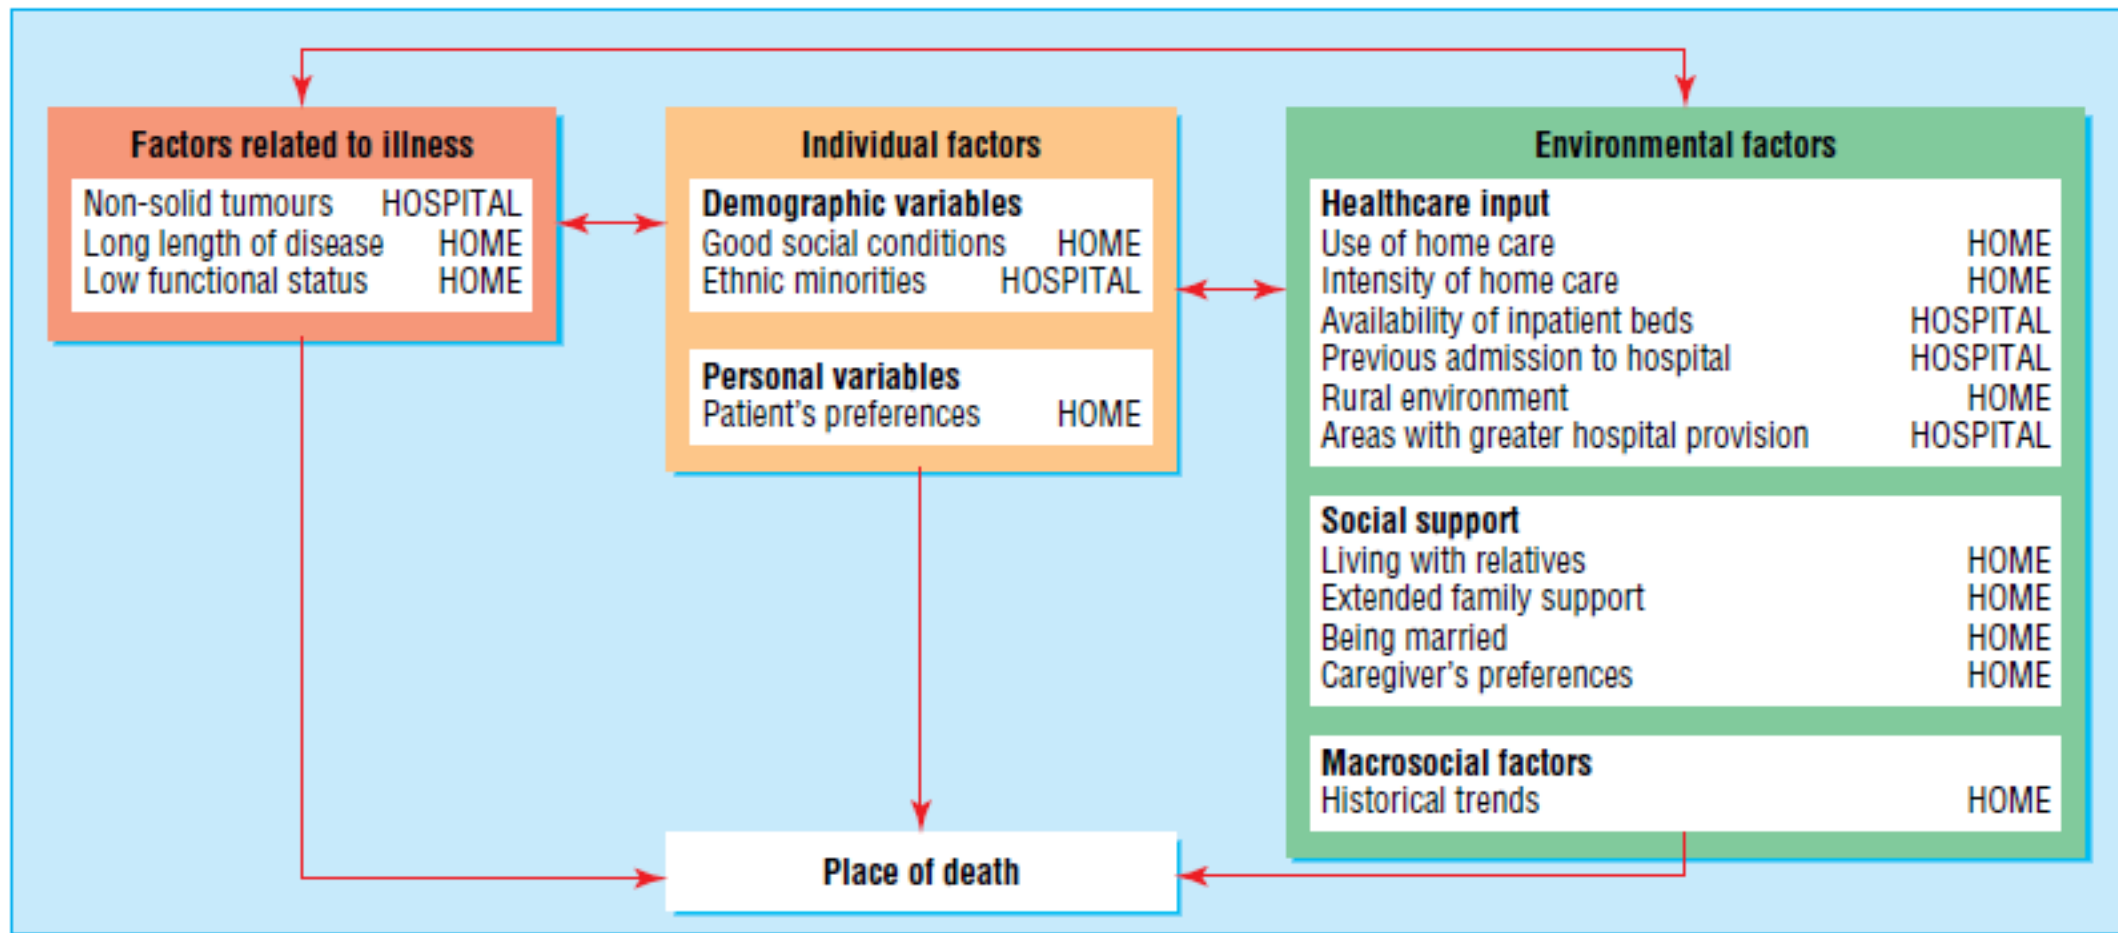 Factors related to illness
Non-solid tumours HOSPITAL
Long length of disease HOME
Low functional status HOME
Individual factors
Demographic variables
Good social conditions HOME
Ethnic minorities HOSPITAL
Personal variables
Patient's preferences HOME
Environmental factors
Healthcare input
Use of home care HOME
Intensity of home care HOME
Availability of inpatient beds HOSPITAL
Previous admission to hospital HOSPITAL
Rural environment HOME
Areas with greater hospital provision HOSPITAL
Social support
Living with relatives HOME
Extended family support HOME
Being married HOME
Caregiver's preferences HOME
Macrosocial factors
Historical trends HOME
Place of death